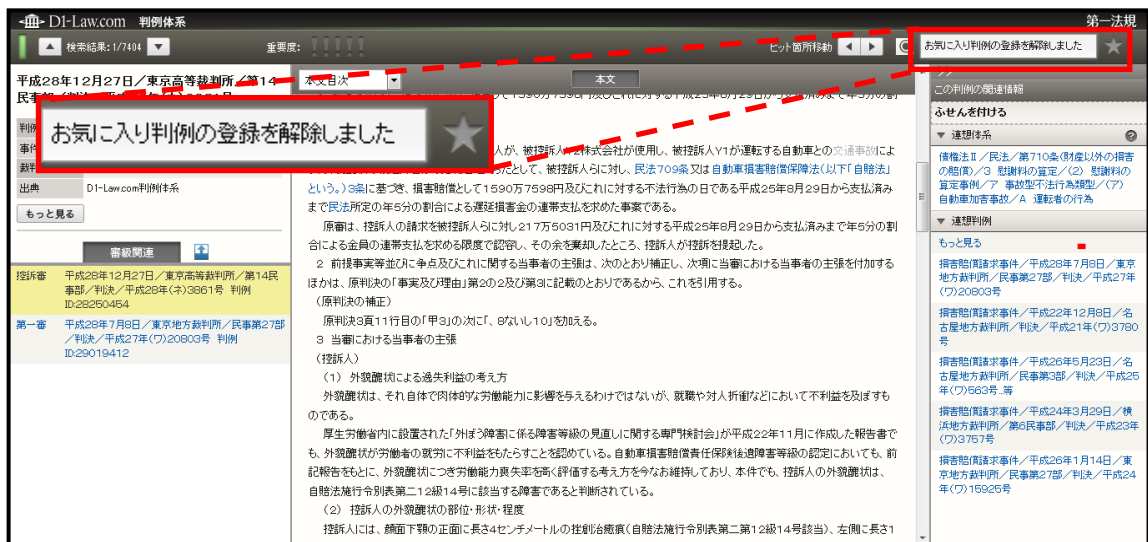 D1-Law.com 判例体系
第一法規
検索結果:1/7404
重要度:
ヒット箇所移動
お気に入り判例の登録を解除しました
平成28年12月27日/東京高等裁判所/第14
お気に入り判例の登録を解除しました
出典 D1-Law.com判例体系
もっと見る
審級関連
控訴審 平成28年12月27日/東京高等裁判所/第14民
事部/判決/平成28年(ネ)3861号 判例
ID:28250454
第一審 平成28年7月8日/東京地方裁判所/民事第27部
/判決/平成27年(ワ)20803号 判例
ID:29019412
本文目次
本文
人が、被控訴人Y2株式会社が使用し、被控訴人Y1が運転する自動車との交通事故によ
たとして、被控訴人らに対し、民法709条又は自動車損害賠償保障法(以下「自賠法」
という。)3条に基づき、損害賠償として1590万7598円及びこれに対する不法行為の日である平成25年8月29日から支払済み
まで民法所定の年5分の割合による遅延損害金の連帯支払を求めた事案である。
原審は、控訴人の請求を被控訴人らに対し217万5031円及びこれに対する平成25年8月29日から支払済みまで年5分の割
合による金員の連帯支払を求める限度で認容し、その余を棄却したところ、控訴人が控訴を提起した。
2 前提事実等並びに争点及びこれに関する当事者の主張は、次のとおり補正し、次項に当審における当事者の主張を付加する
ほかは、原判決の「事実及び理由」第2の2及び第3に記載のとおりであるから、これを引用する。
(原判決の補正)
原判決3頁11行目の「甲3」の次に「、8ないし10」を加える。
3 当審における当事者の主張
(控訴人)
(1) 外貌醜状による逸失利益の考え方
外貌醜状は、それ自体で肉体的な労働能力に影響を与えるわけではないが、就職や対人折衝などにおいて不利益を及ぼすも
のである。
厚生労働省内に設置された「外ぼう障害に係る障害等級の見直しに関する専門検討会」が平成22年11月に作成した報告書で
も、外貌醜状が労働者の就労に不利益をもたらすことを認めている。自動車損害賠償責任保険後遺障害等級の認定においても、前
記報告書をもとに、外貌醜状につき労働能力喪失率を高く評価する考え方を今なお維持しており、本件でも、控訴人の外貌醜状は、
自賠法施行令別表第二12級14号に該当する障害であると判断されている。
(2) 外貌醜状の部位・形状・程度
控訴人には、顔面下顎の正面に長さ4センチメートルの挫創治癒痕(自賠法施行令別表第二第12級14号該当)、左側に長さ1
この判例の関連情報
ふせんを付ける
▼ 連想体系
債権法Ⅱ/民法/第710条(財産以外の損害
の賠償)/3 慰謝料の算定/(2) 慰謝料の
算定事例/ア 事故型不法行為類型/(ア)
自動車加害事故/A 運転者の行為
▼ 連想判例
もっと見る
損害賠償請求事件/平成28年7月8日/東京
地方裁判所/民事第27部/判決/平成27年
(ワ)20803号
損害賠償請求事件/平成22年12月8日/名
古屋地方裁判所/判決/平成21年(ワ)3780
号
損害賠償請求事件/平成26年5月23日/名
古屋地方裁判所/民事第3部/判決/平成25
年(ワ)563号..等
損害賠償請求事件/平成24年3月29日/横
浜地方裁判所/第6民事部/判決/平成23年
(ワ)3757号
損害賠償請求事件/平成26年1月14日/東
京地方裁判所/民事第27部/判決/平成24
年(ワ)15925号